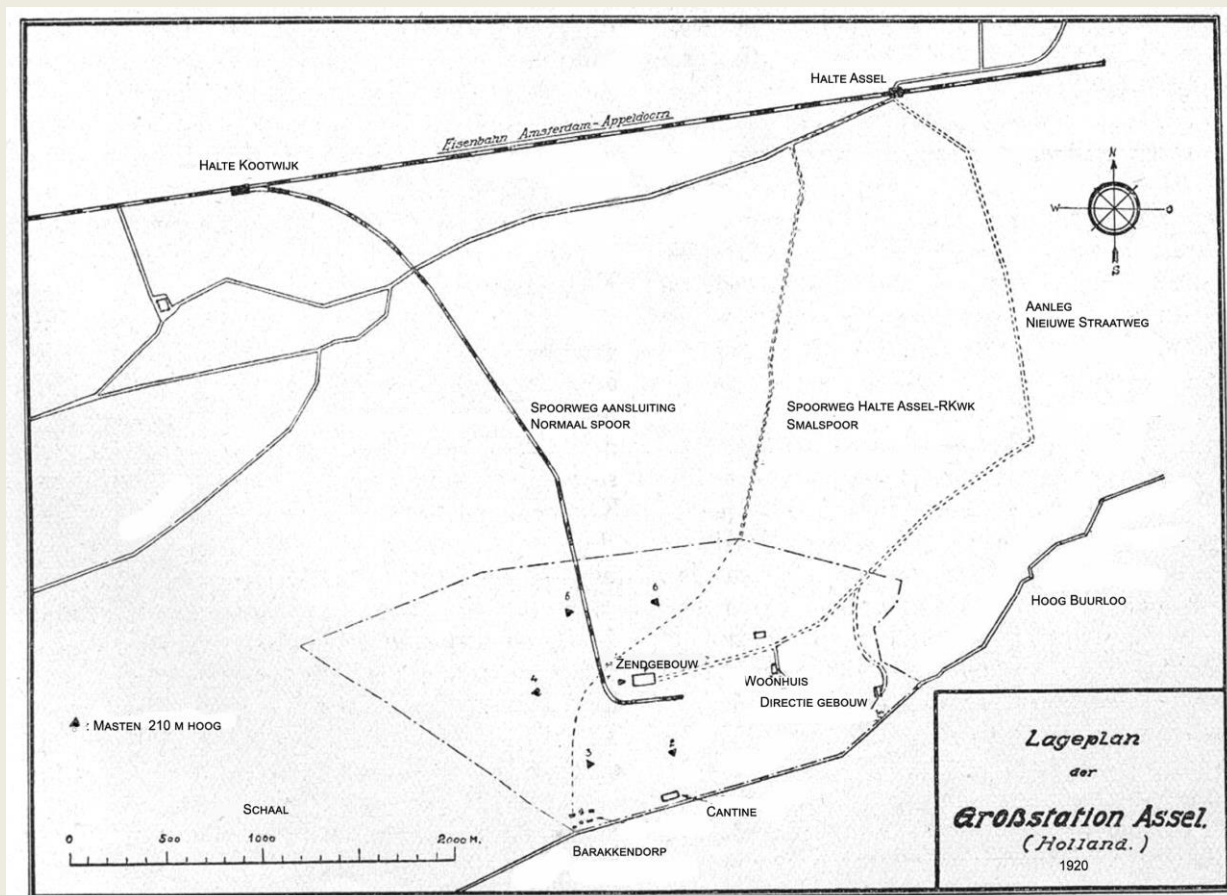 HALTE ASSEL
Eisenbahn Amsterdam-Appeldoorn
HALTE KOOTWIJK
N
W
O
S
AANLEG
NIEIUWE STRAATWEG
SPOORWEG AANSLUITING
NORMAAL SPOOR
SPOORWEG HALTE ASSEL-RKWK
SMALSPOOR
HOOG BUURLOO
5
6
ZENDGEBOUW
4
WOONHUIS
DIRECTIE GEBOUW
: MASTEN 210 M HOOG
3
2
CANTINE
SCHAAL
0 500 1000 2000 M.
BARAKKENDORP
Lageplan
der
Großstation Assel.
(Holland.)
1920